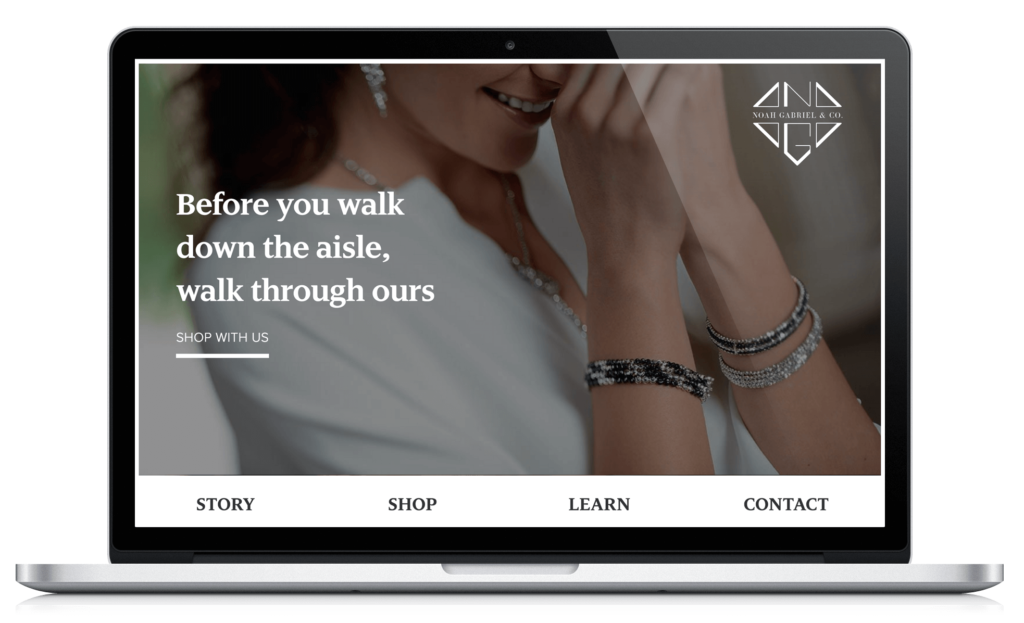 NOAH GABRIEL & CO.
Before you walk
down the aisle,
walk through ours
SHOP WITH US
STORY SHOP LEARN CONTACT